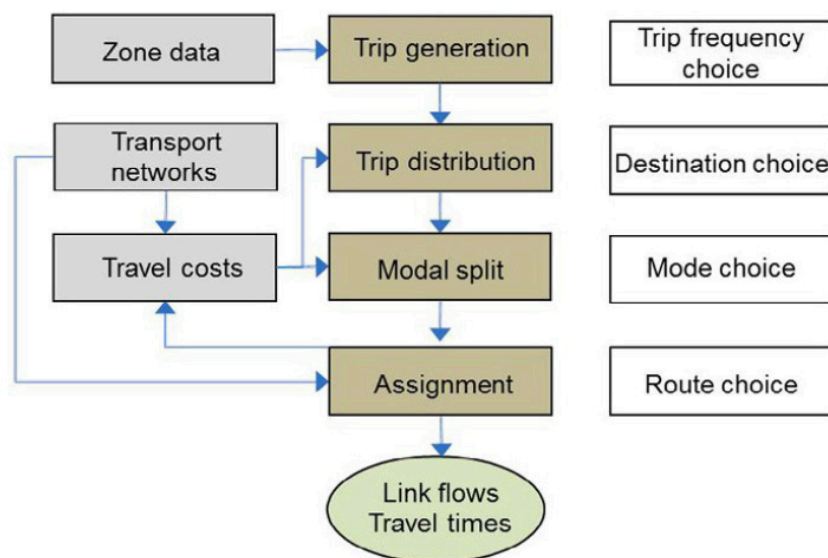 Zone data
Trip generation
Trip frequency
choice
Transport
networks
Trip distribution
Destination choice
Travel costs
Modal split
Mode choice
Assignment
Route choice
Link flows
Travel times